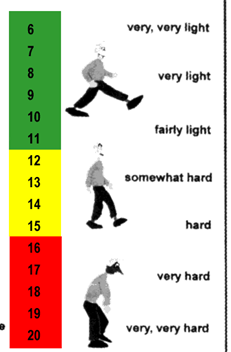 6 very, very light
7
8 very light
9
10
11 fairly light
12
13 somewhat hard
14
15 hard
16
17 very hard
18
19
20 very, very hard
e